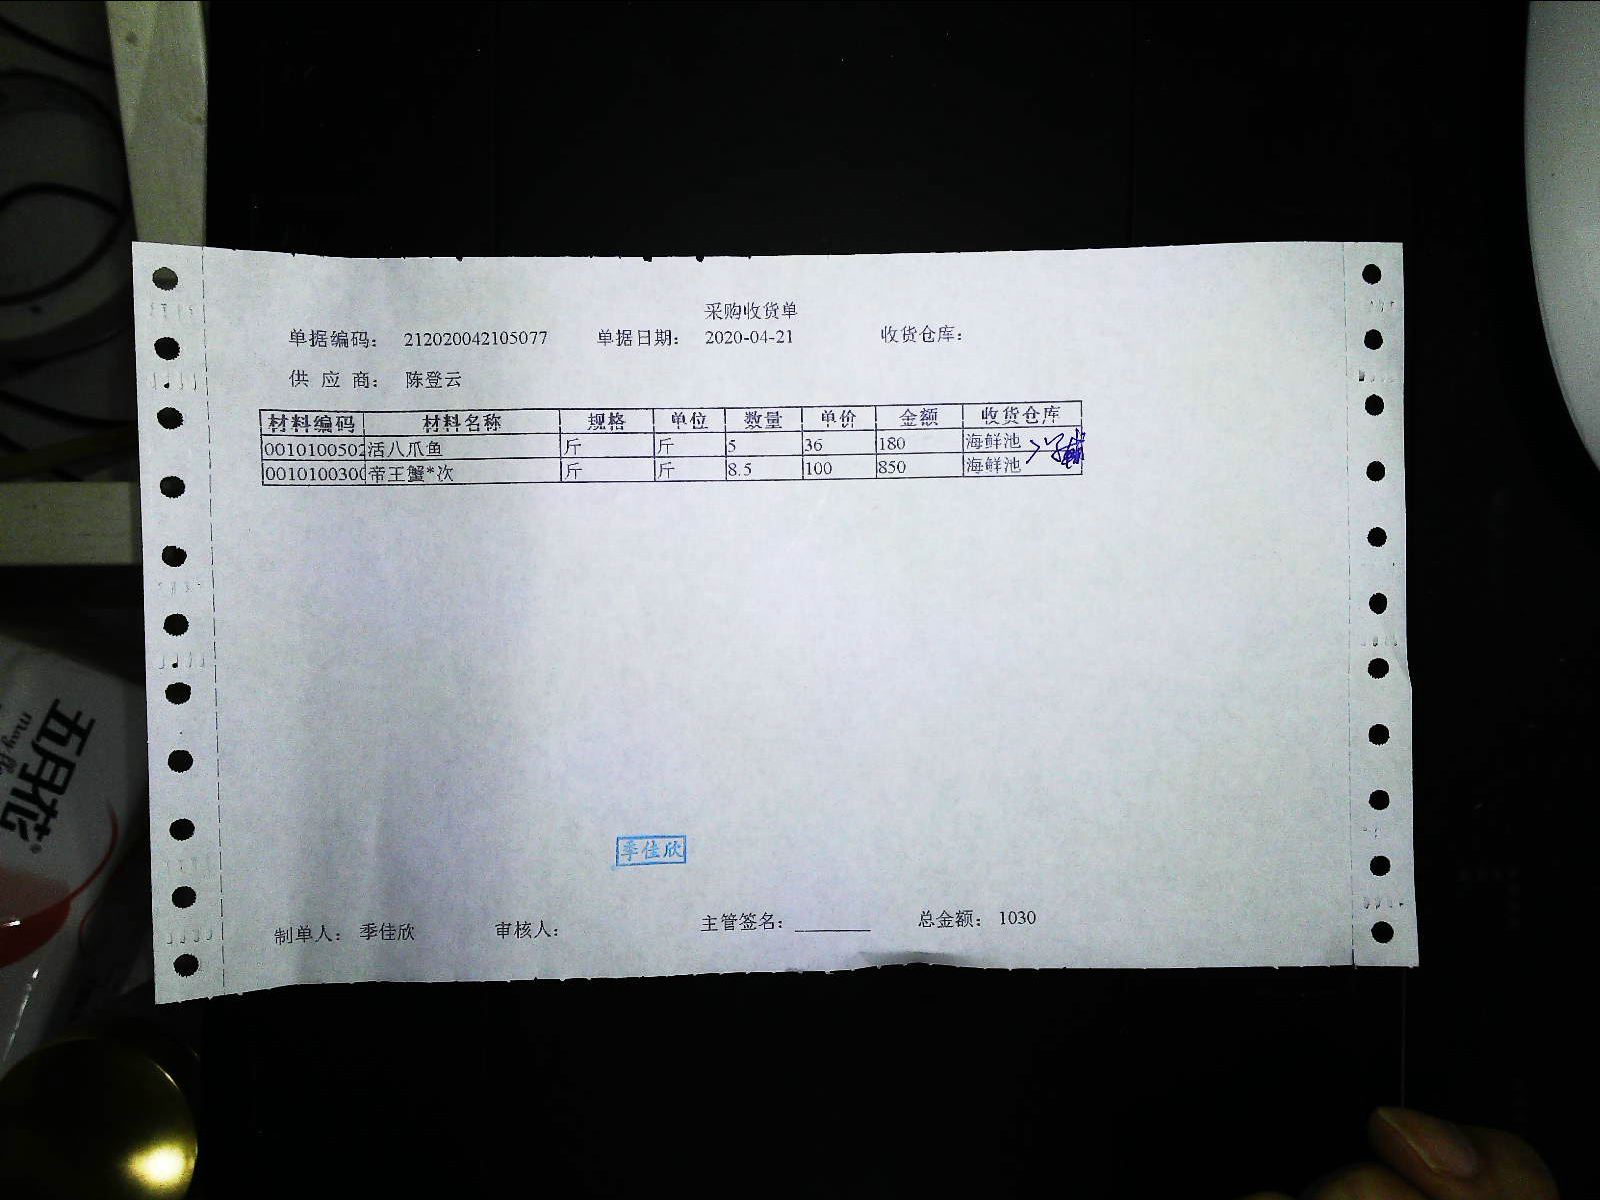 采购收货单
单据编码： 212020042105077 单据日期： 2020-04-21 收货仓库：
供 应 商： 陈登云
材料编码 材料名称 规格 单位 数量 单价 金额 收货仓库
0010100502 活八爪鱼 斤 斤 5 36 180 海鲜池
0010100300 帝王蟹*次 斤 斤 8.5 100 850 海鲜池
季佳欣
制单人： 季佳欣 审核人： 主管签名： 总金额： 1030
五月花
may fl